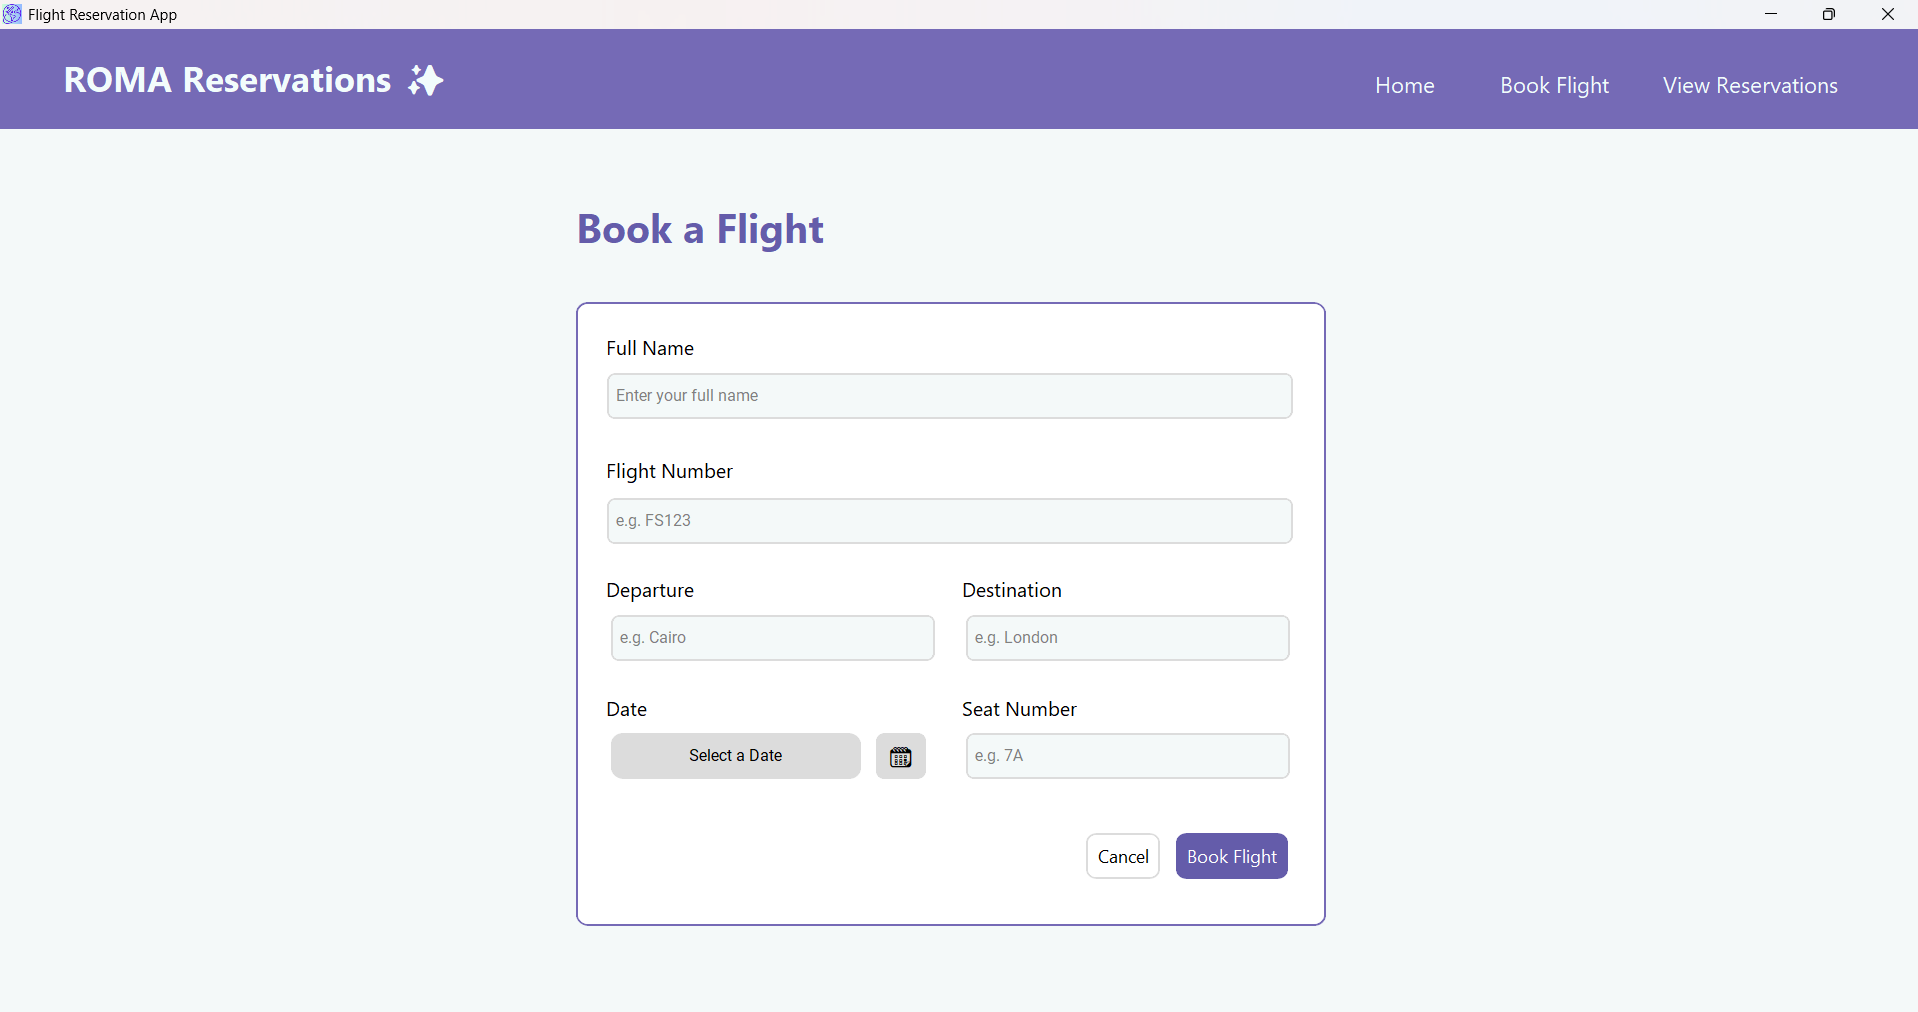 Flight Reservation App
ROMA Reservations
Home Book Flight View Reservations
Book a Flight
Full Name
Enter your full name
Flight Number
e.g. FS123
Departure Destination
e.g. Cairo e.g. London
Date Seat Number
Select a Date e.g. 7A
Cancel Book Flight